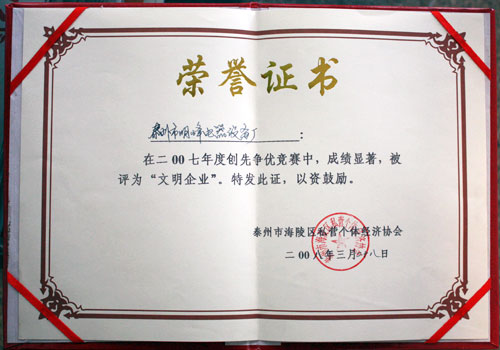 荣誉证书
泰州市明峰电器设备厂：
在二00七年度创先争优竞赛中，成绩显著，被
评为“文明企业”。特发此证，以资鼓励。
泰州市海陵区私营个体经济协会
二00八年三月十八日